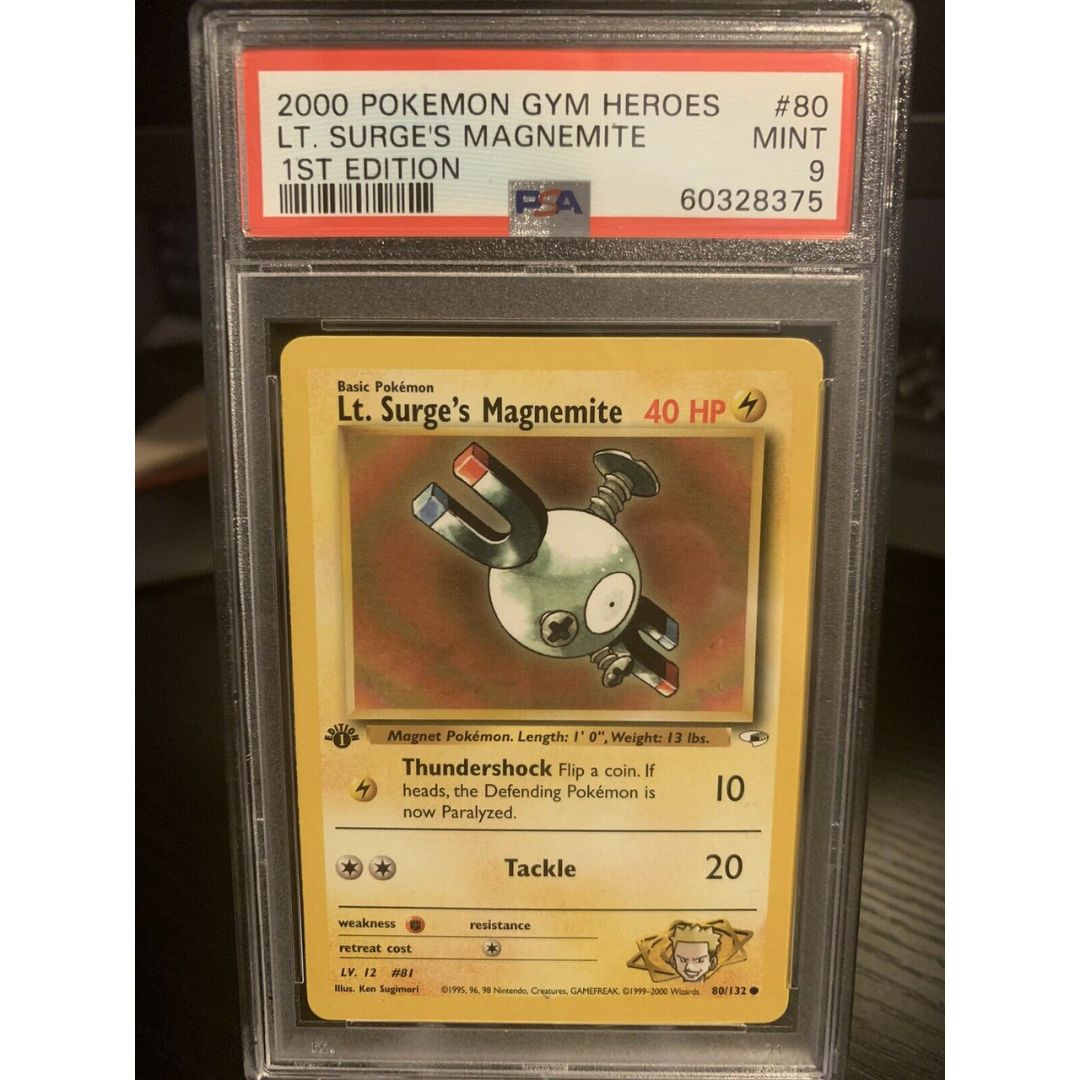 2000 POKEMON GYM HEROES #80
LT. SURGE'S MAGNEMITE MINT
1ST EDITION 9
PSA 60328375
Basic Pokémon
Lt. Surge's Magnemite 40 HP
EDITION 1
Magnet Pokémon. Length: 1' 0", Weight: 13 lbs.
Thundershock Flip a coin. If
heads, the Defending Pokémon is
now Paralyzed.
10
Tackle 20
weakness resistance
retreat cost
LV. 12 #81
Illus. Ken Sugimori ©1995, 96, 98 Nintendo, Creatures, GAMEFREAK. ©1999-2000 Wizards. 80/132